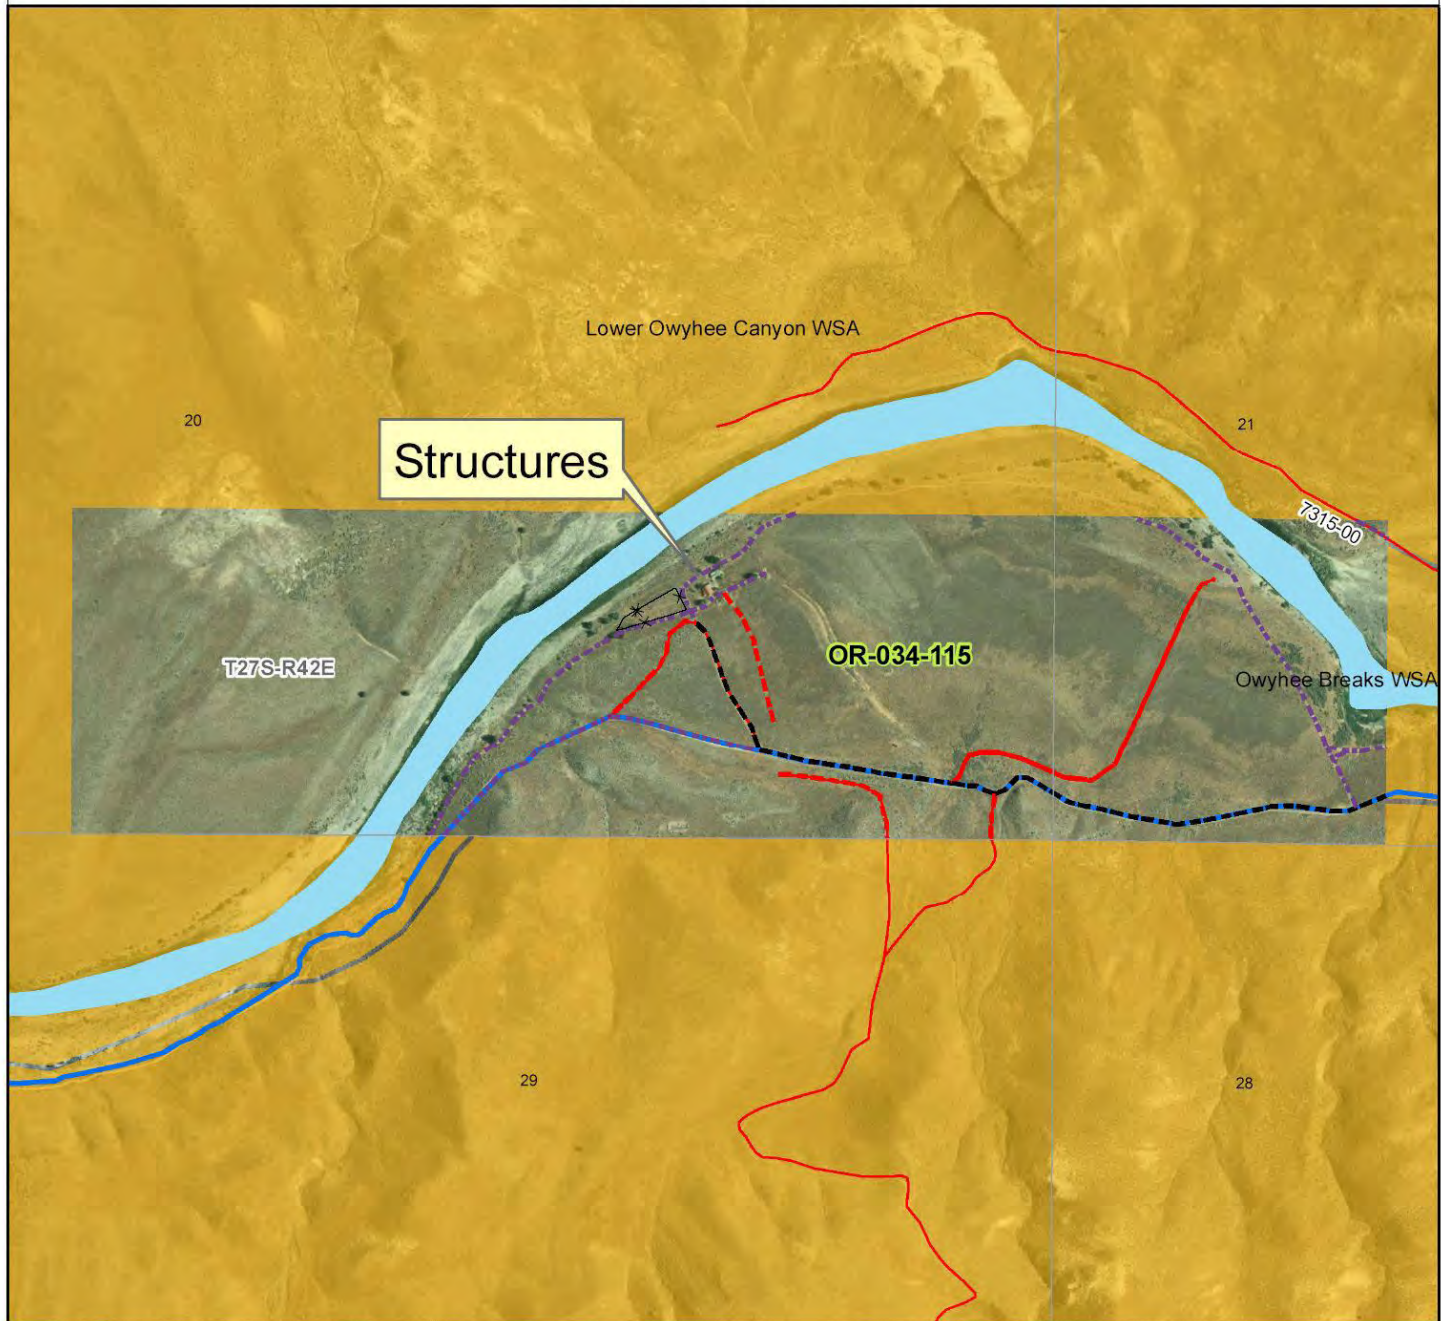 Lower Owyhee Canyon WSA
20
21
Structures
7315-00
T27S-R42E
OR-034-115
Owyhee Breaks WSA
29
28